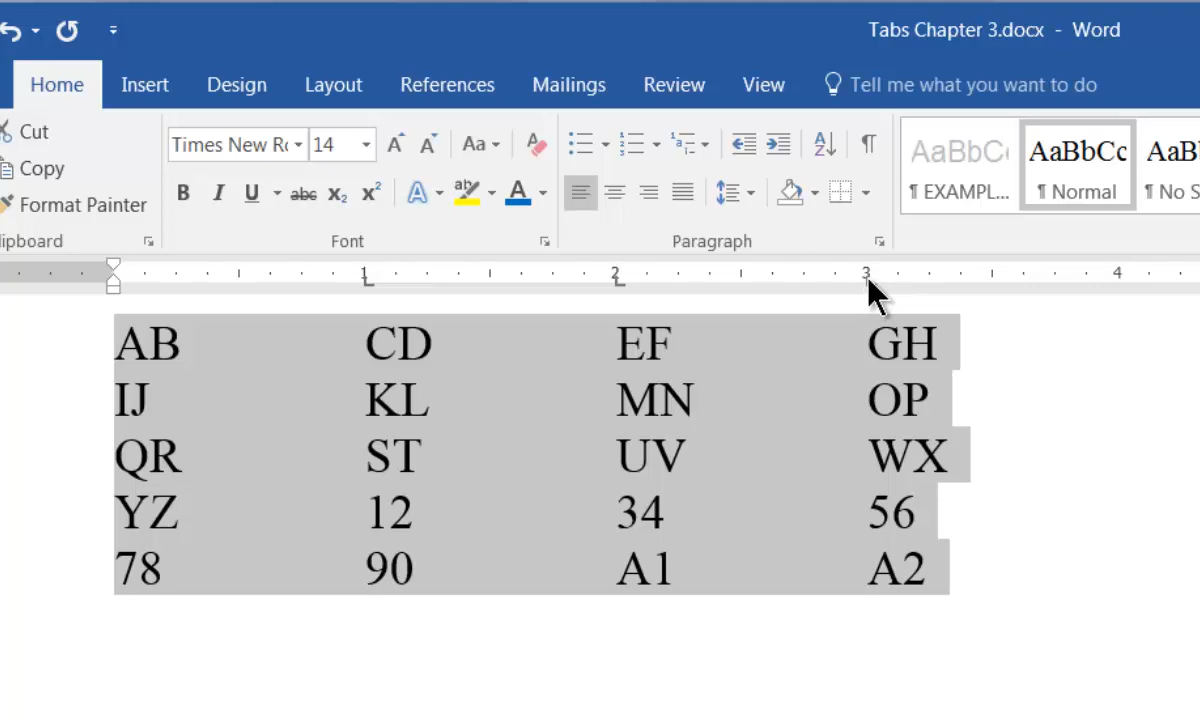 Tabs Chapter 3.docx - Word
Home Insert Design Layout References Mailings Review View Tell me what you want to do
Cut
Copy
Format Painter
lipboard
Times New Ro 14 Aa
B I U abc X₂ X² A ab A
Font
Paragraph
AaBbCc AaBbCc AaBb
¶ EXAMPL... ¶ Normal ¶ No S
1 2 3 4
AB CD EF GH
IJ KL MN OP
QR ST UV WX
YZ 12 34 56
78 90 A1 A2